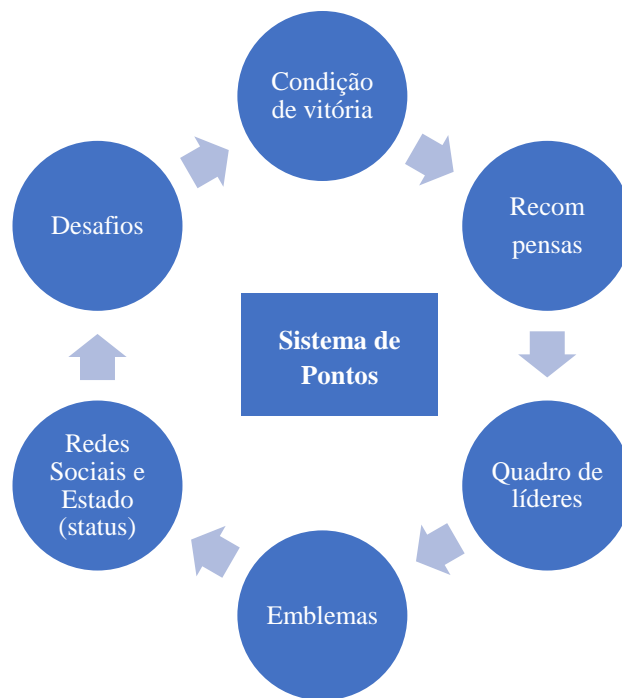 Condição
de vitória
Recom
pensas
Quadro de
líderes
Emblemas
Redes
Sociais e
Estado
(status)
Desafios
Sistema de
Pontos